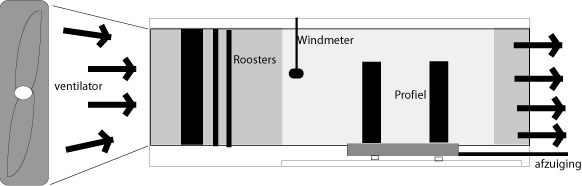 Windmeter
Roosters
ventilator
Profiel
afzuiging